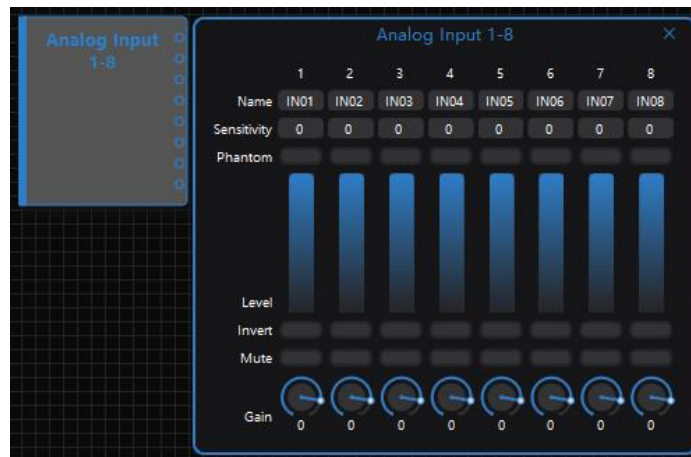 Analog Input
1-8
Analog Input 1-8 ×
1 2 3 4 5 6 7 8
Name IN01 IN02 IN03 IN04 IN05 IN06 IN07 IN08
Sensitivity 0 0 0 0 0 0 0 0
Phantom
Level
Invert
Mute
Gain
0 0 0 0 0 0 0 0